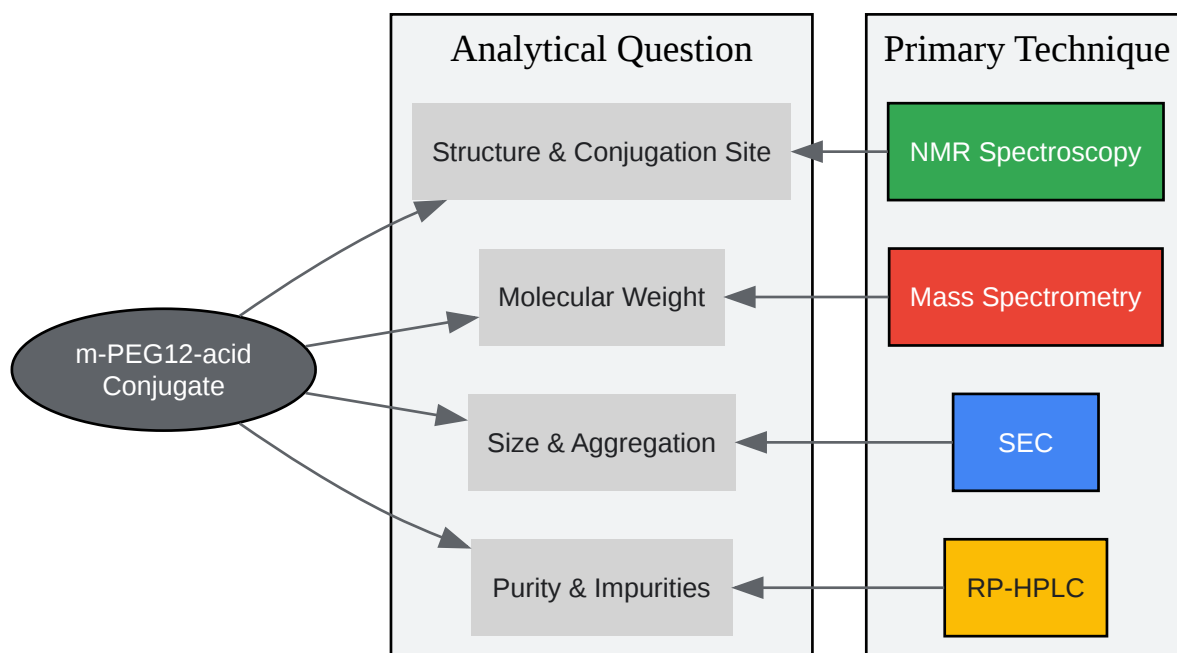 Analytical Question
Primary Technique
Structure & Conjugation Site
NMR Spectroscopy
Molecular Weight
Mass Spectrometry
m-PEG12-acid
Conjugate
Size & Aggregation
SEC
Purity & Impurities
RP-HPLC